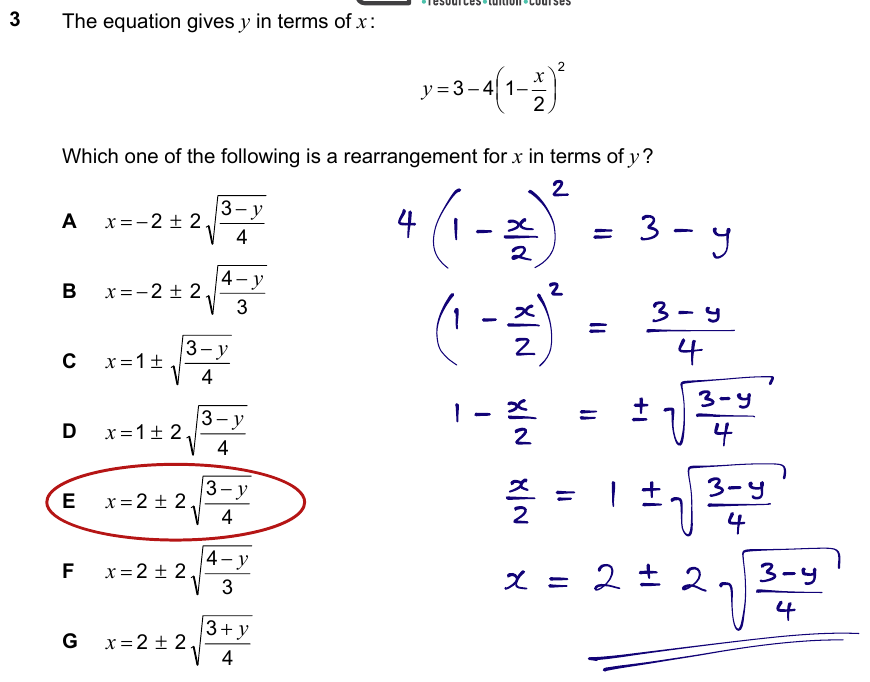 •resources•tuition•courses
3 The equation gives y in terms of x:
y = 3 − 4(1 − x/2)²
Which one of the following is a rearrangement for x in terms of y?
A x = −2 ± 2√((3 − y)/4)
B x = −2 ± 2√((4 − y)/3)
C x = 1 ± √((3 − y)/4)
D x = 1 ± 2√((3 − y)/4)
E x = 2 ± 2√((3 − y)/4)
F x = 2 ± 2√((4 − y)/3)
G x = 2 ± 2√((3 + y)/4)
4(1 − x/2)² = 3 − y
(1 − x/2)² = (3 − y)/4
1 − x/2 = ±√((3 − y)/4)
x/2 = 1 ± √((3 − y)/4)
x = 2 ± 2√((3 − y)/4)